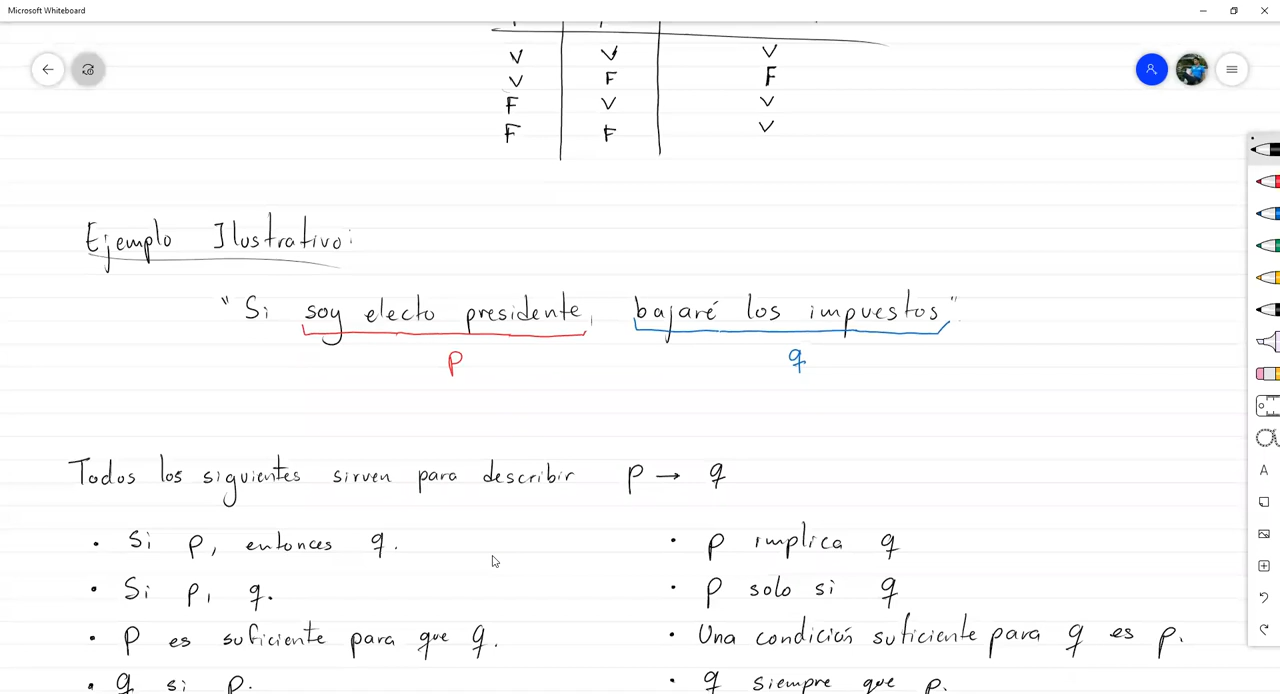 Microsoft Whiteboard
V V V
V F F
F V V
F F V
Ejemplo Ilustrativo:
"Si soy electo presidente, bajaré los impuestos".
p q
Todos los siguientes sirven para describir p → q
• Si p, entonces q.
• Si p, q.
• P es suficiente para que q.
• q si p.
• p implica q
• p solo si q
• Una condición suficiente para q es p.
• q siempre que p.
A